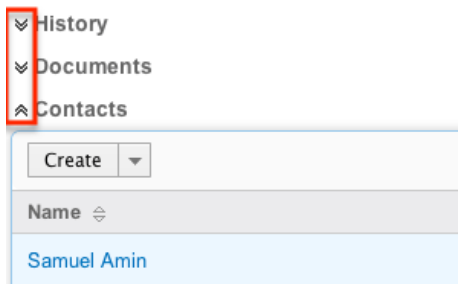 History
Documents
Contacts
Create
Name
Samuel Amin